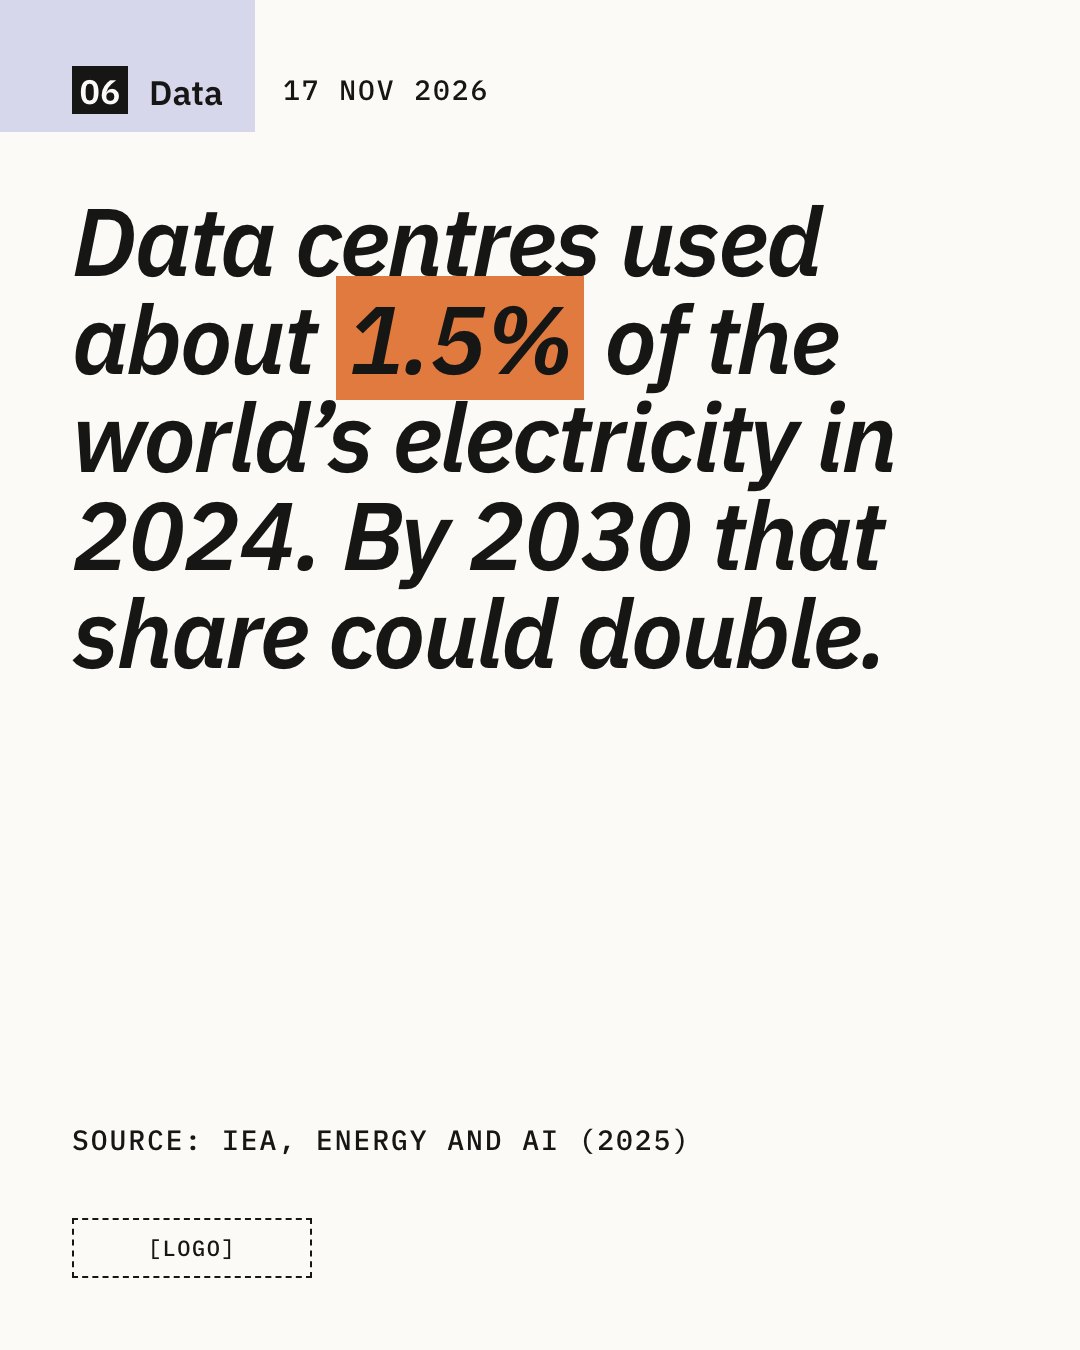 06 Data 17 NOV 2026
Data centres used
about 1.5% of the
world’s electricity in
2024. By 2030 that
share could double.
SOURCE: IEA, ENERGY AND AI (2025)
[LOGO]